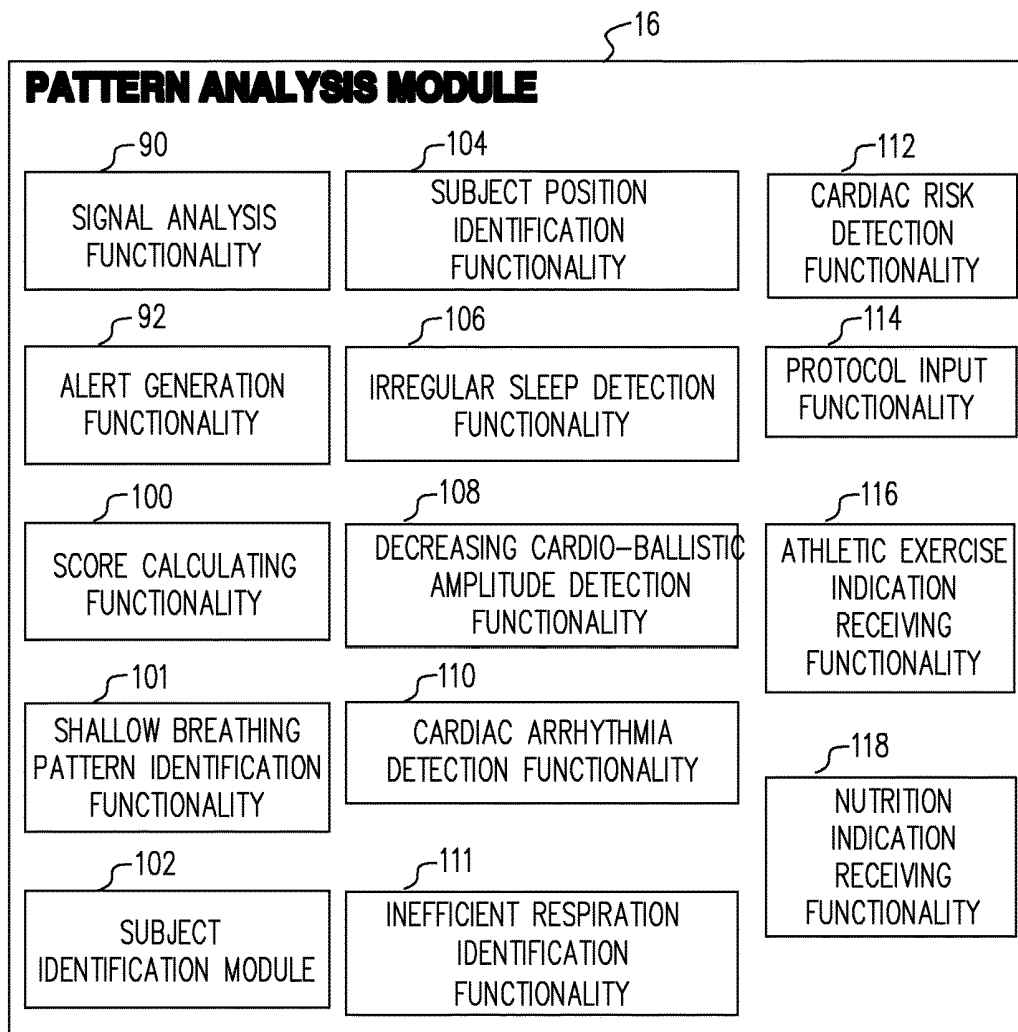 16
PATTERN ANALYSIS MODULE
90
SIGNAL ANALYSIS
FUNCTIONALITY
92
ALERT GENERATION
FUNCTIONALITY
100
SCORE CALCULATING
FUNCTIONALITY
101
SHALLOW BREATHING
PATTERN IDENTIFICATION
FUNCTIONALITY
102
SUBJECT
IDENTIFICATION MODULE
104
SUBJECT POSITION
IDENTIFICATION
FUNCTIONALITY
106
IRREGULAR SLEEP DETECTION
FUNCTIONALITY
108
DECREASING CARDIO-BALLISTIC
AMPLITUDE DETECTION
FUNCTIONALITY
110
CARDIAC ARRHYTHMIA
DETECTION FUNCTIONALITY
111
INEFFICIENT RESPIRATION
IDENTIFICATION
FUNCTIONALITY
112
CARDIAC RISK
DETECTION
FUNCTIONALITY
114
PROTOCOL INPUT
FUNCTIONALITY
116
ATHLETIC EXERCISE
INDICATION
RECEIVING
FUNCTIONALITY
118
NUTRITION
INDICATION
RECEIVING
FUNCTIONALITY